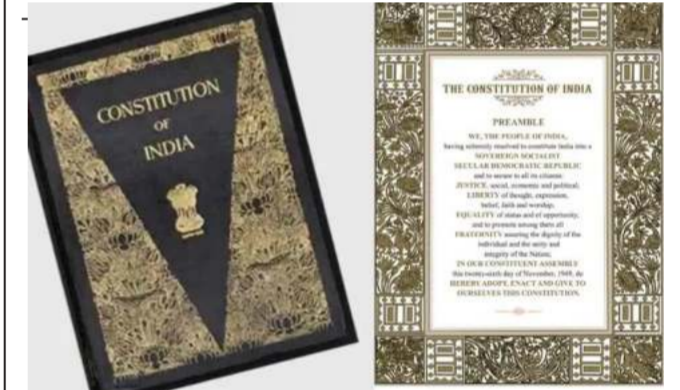 CONSTITUTION
OF
INDIA
THE CONSTITUTION OF INDIA
PREAMBLE
WE, THE PEOPLE OF INDIA,
having solemnly resolved to constitute India into a
SOVEREIGN SOCIALIST
SECULAR DEMOCRATIC REPUBLIC
and to secure to all its citizens
JUSTICE, social, economic and political;
LIBERTY of thought, expression,
belief, faith and worship;
EQUALITY of status and of opportunity;
and to promote among them all
FRATERNITY assuring the dignity of the
individual and the unity and
integrity of the Nation;
IN OUR CONSTITUENT ASSEMBLY
this twenty-sixth day of November, 1949, do
HEREBY ADOPT, ENACT AND GIVE TO
OURSELVES THIS CONSTITUTION.